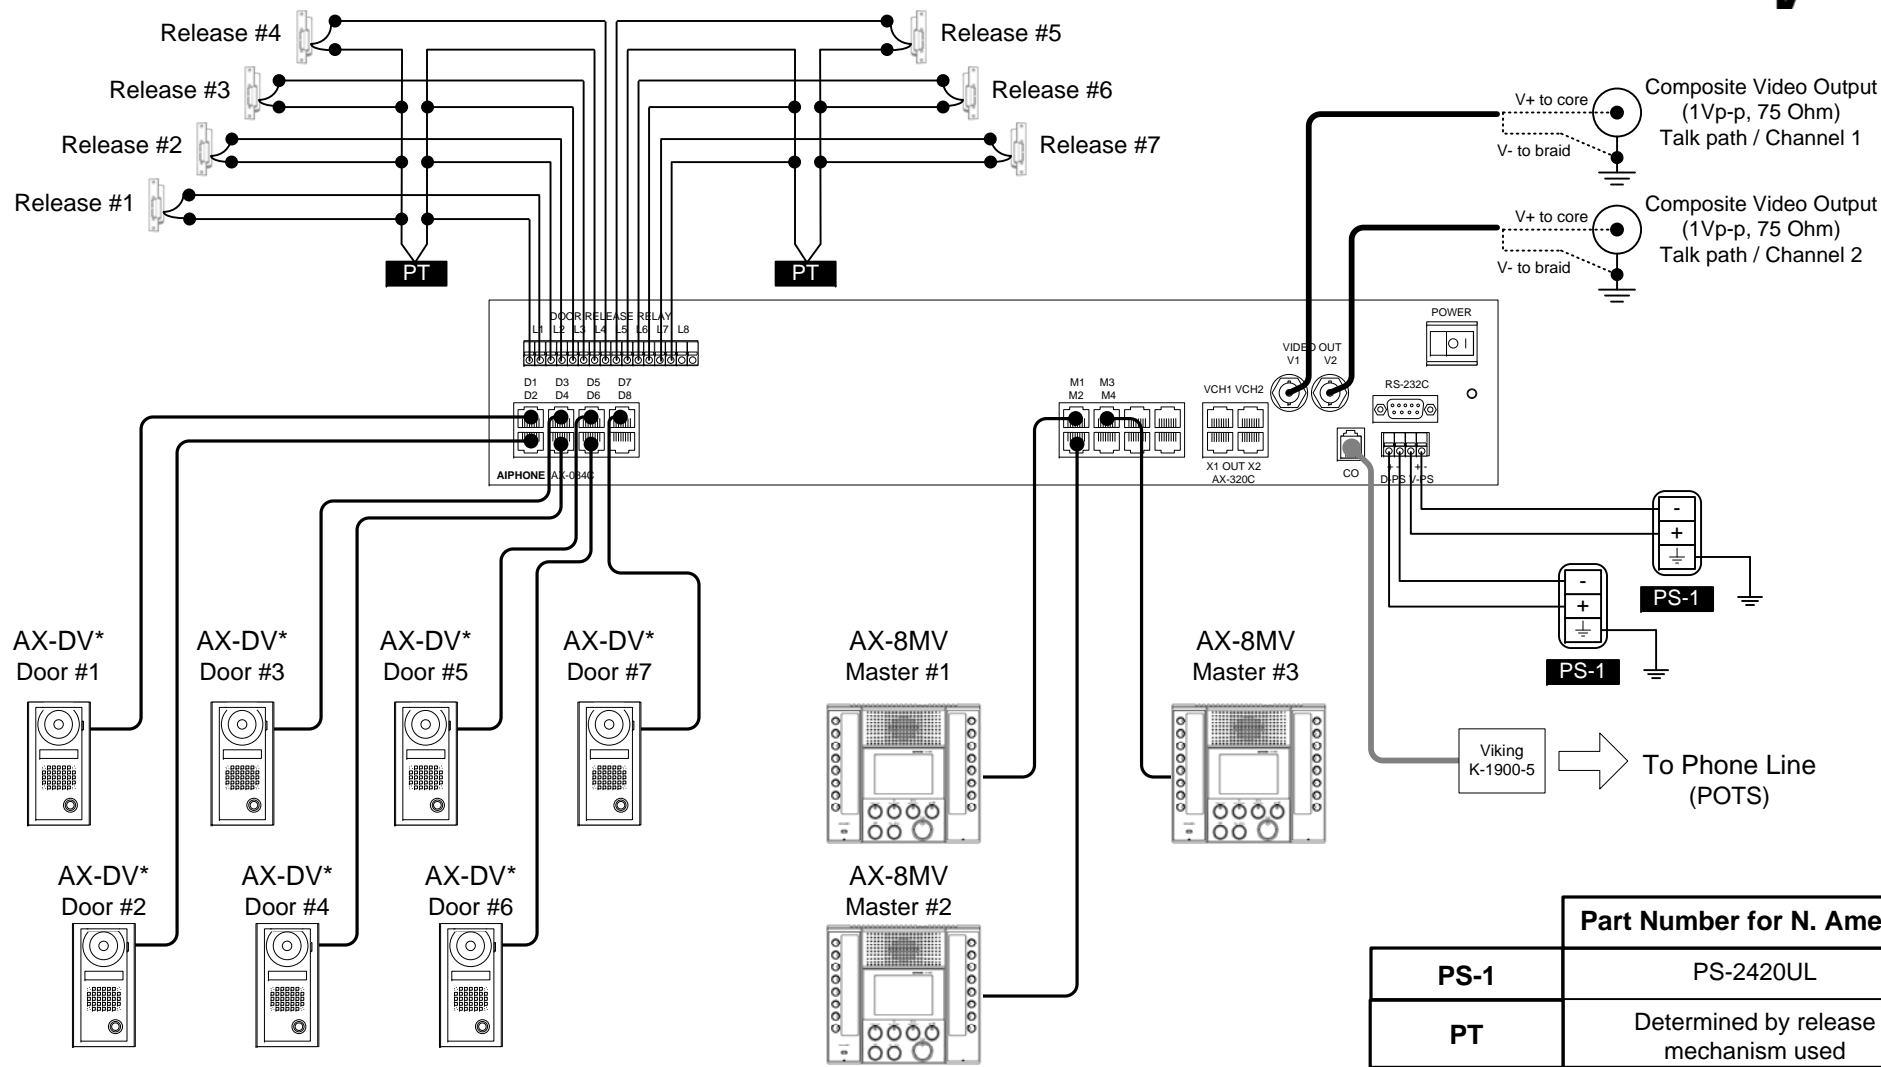 Release #4
Release #5
Release #3
Release #6
Release #2
Release #7
Release #1
PT
PT
V+ to core
V- to braid
Composite Video Output
(1Vp-p, 75 Ohm)
Talk path / Channel 1
V+ to core
V- to braid
Composite Video Output
(1Vp-p, 75 Ohm)
Talk path / Channel 2
DOOR RELEASE RELAY
L1 L2 L3 L4 L5 L6 L7 L8
D1 D3 D5 D7
D2 D4 D6 D8
AIPHONE AX-084C
M1 M3
M2 M4
VCH1 VCH2
X1 OUT X2
AX-320C
VIDEO OUT
V1 V2
POWER
RS-232C
CO
+ - + -
D-PS V-PS
-
+
PS-1
-
+
PS-1
AX-DV*
Door #1
AX-DV*
Door #3
AX-DV*
Door #5
AX-DV*
Door #7
AX-8MV
Master #1
AX-8MV
Master #3
Viking
K-1900-5
To Phone Line
(POTS)
AX-DV*
Door #2
AX-DV*
Door #4
AX-DV*
Door #6
AX-8MV
Master #2
Part Number for N. Ame
PS-1
PS-2420UL
PT
Determined by release
mechanism used